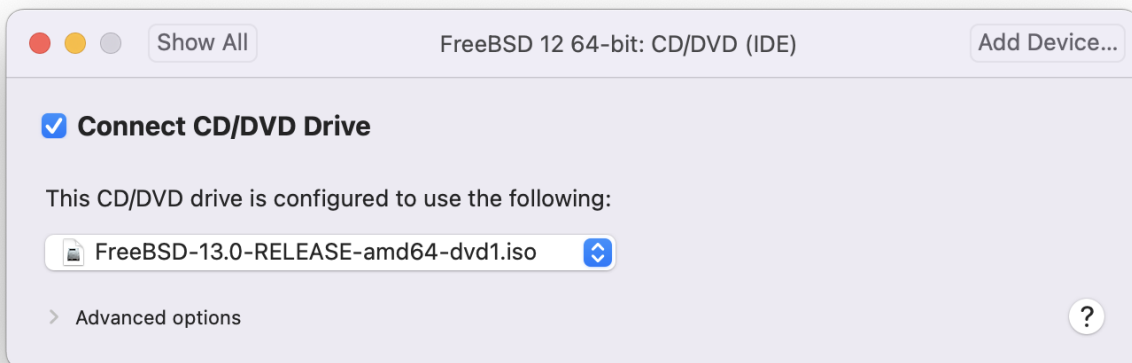 Show All FreeBSD 12 64-bit: CD/DVD (IDE) Add Device...
Connect CD/DVD Drive
This CD/DVD drive is configured to use the following:
FreeBSD-13.0-RELEASE-amd64-dvd1.iso
Advanced options ?